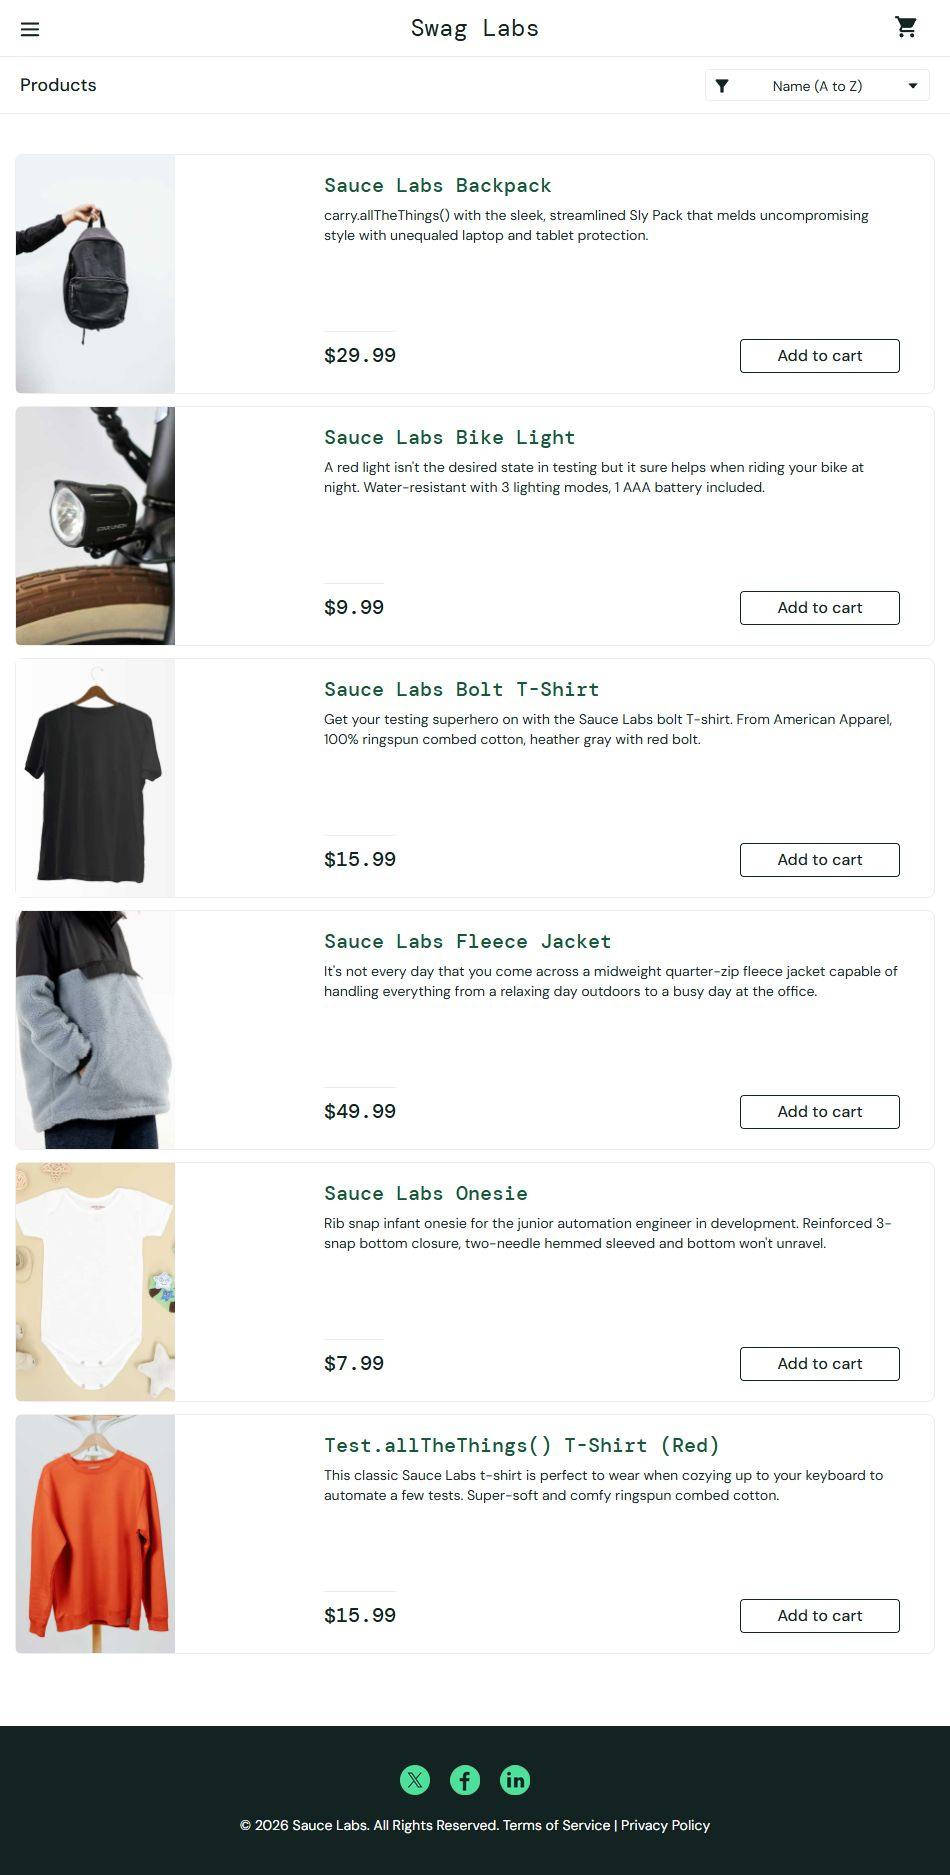 Swag Labs
Products
Name (A to Z)
Sauce Labs Backpack
carry.allTheThings() with the sleek, streamlined Sly Pack that melds uncompromising
style with unequaled laptop and tablet protection.
$29.99
Add to cart
Sauce Labs Bike Light
A red light isn't the desired state in testing but it sure helps when riding your bike at
night. Water-resistant with 3 lighting modes, 1 AAA battery included.
$9.99
Add to cart
Sauce Labs Bolt T-Shirt
Get your testing superhero on with the Sauce Labs bolt T-shirt. From American Apparel,
100% ringspun combed cotton, heather gray with red bolt.
$15.99
Add to cart
Sauce Labs Fleece Jacket
It's not every day that you come across a midweight quarter-zip fleece jacket capable of
handling everything from a relaxing day outdoors to a busy day at the office.
$49.99
Add to cart
Sauce Labs Onesie
Rib snap infant onesie for the junior automation engineer in development. Reinforced 3-
snap bottom closure, two-needle hemmed sleeved and bottom won't unravel.
$7.99
Add to cart
Test.allTheThings() T-Shirt (Red)
This classic Sauce Labs t-shirt is perfect to wear when cozying up to your keyboard to
automate a few tests. Super-soft and comfy ringspun combed cotton.
$15.99
Add to cart
© 2026 Sauce Labs. All Rights Reserved. Terms of Service | Privacy Policy